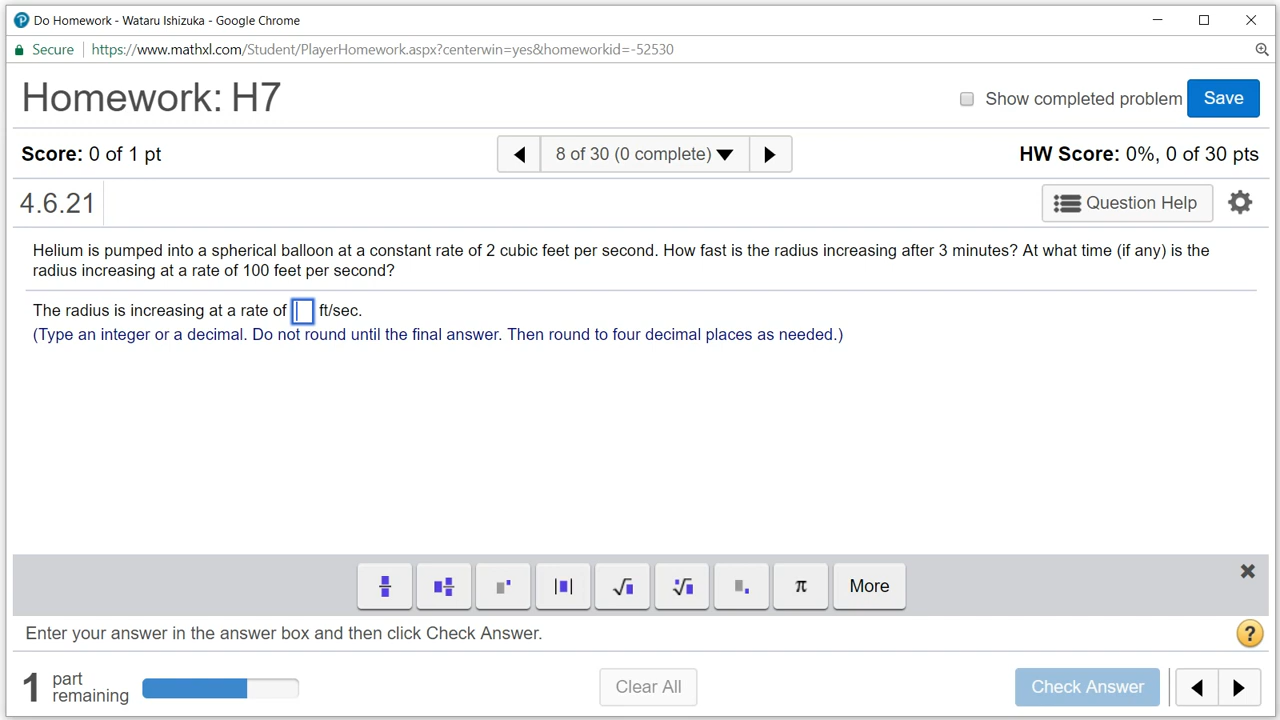 Do Homework - Wataru Ishizuka - Google Chrome
Secure https://www.mathxl.com/Student/PlayerHomework.aspx?centerwin=yes&homeworkid=-52530
Homework: H7
Show completed problem Save
Score: 0 of 1 pt
8 of 30 (0 complete)
HW Score: 0%, 0 of 30 pts
4.6.21
Question Help
Helium is pumped into a spherical balloon at a constant rate of 2 cubic feet per second. How fast is the radius increasing after 3 minutes? At what time (if any) is the
radius increasing at a rate of 100 feet per second?
The radius is increasing at a rate of ft/sec.
(Type an integer or a decimal. Do not round until the final answer. Then round to four decimal places as needed.)
π More
Enter your answer in the answer box and then click Check Answer.
?
1 part
remaining
Clear All
Check Answer